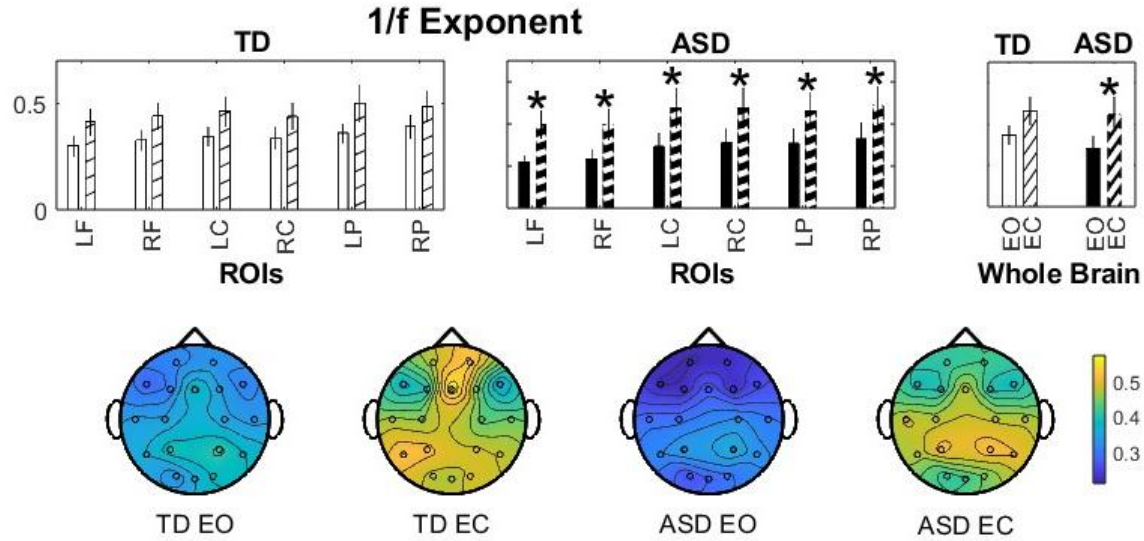 1/f Exponent
TD
ASD
TD ASD
0.5
0
* * * * * *
*
LF RF LC RC LP RP
LF RF LC RC LP RP
EO EC EO EC
ROIs
ROIs
Whole Brain
0.5
0.4
0.3
TD EO
TD EC
ASD EO
ASD EC